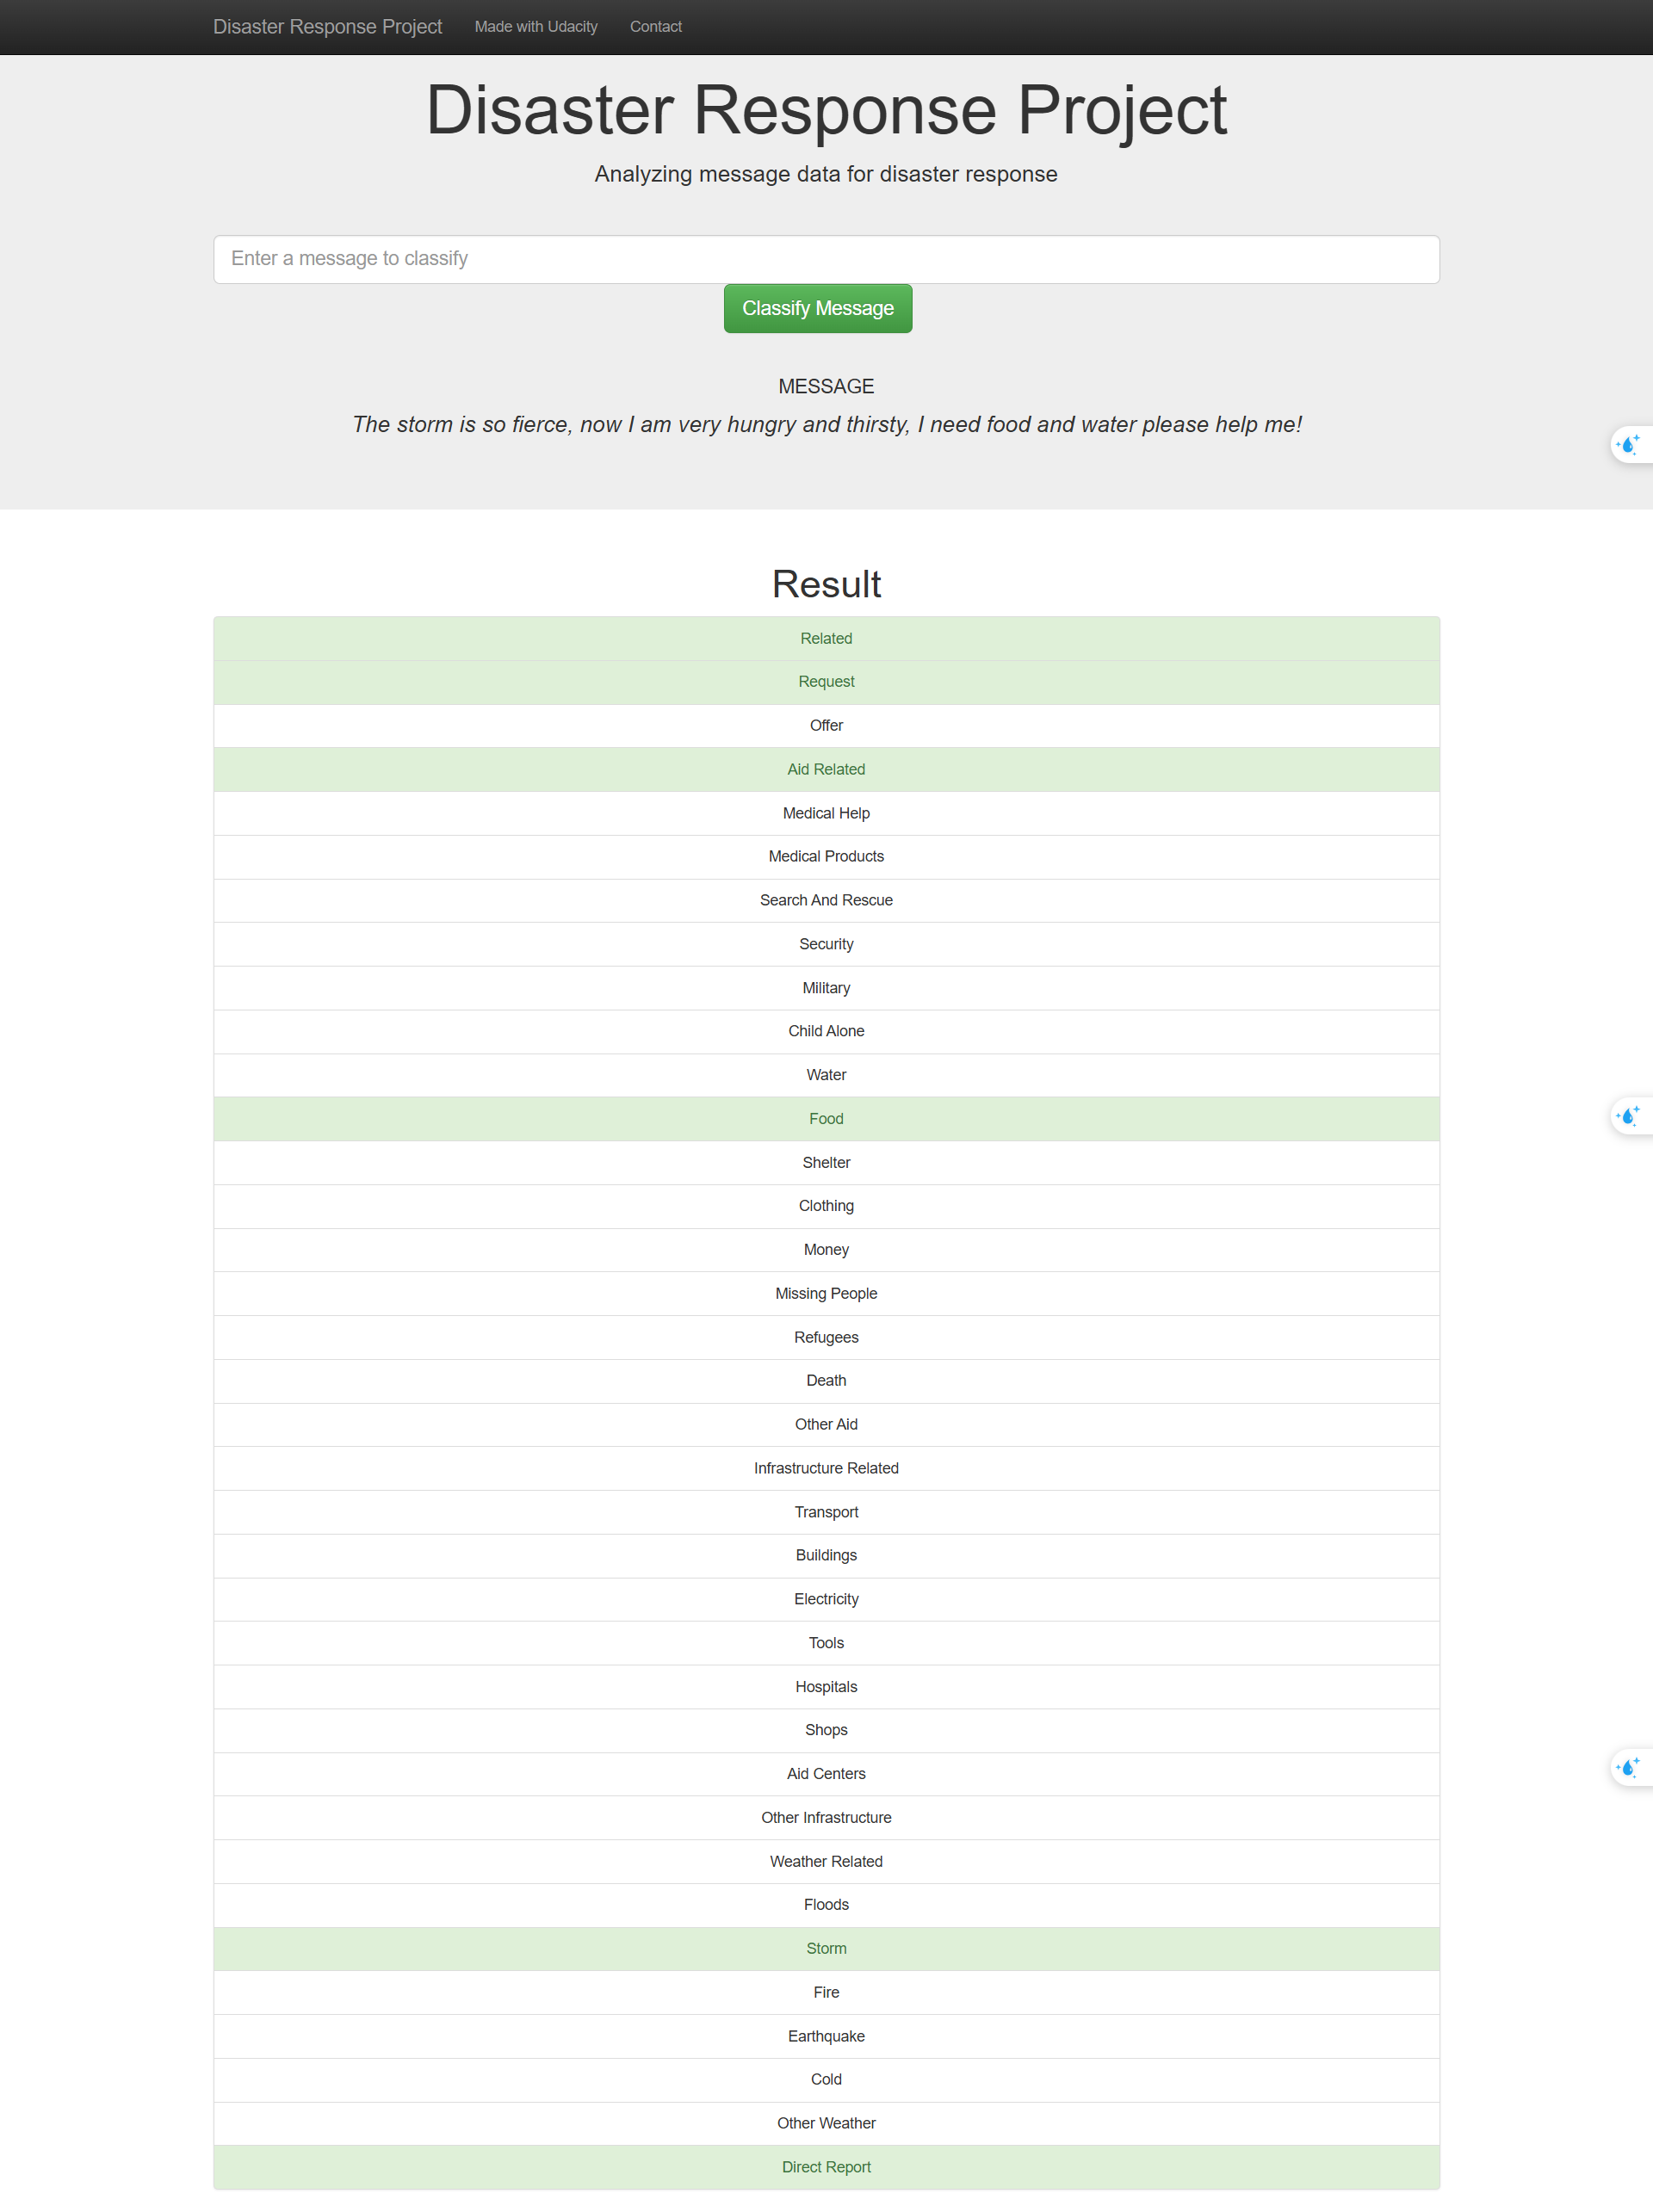 Disaster Response Project Made with Udacity Contact
Disaster Response Project
Analyzing message data for disaster response
Enter a message to classify
Classify Message
MESSAGE
The storm is so fierce, now I am very hungry and thirsty, I need food and water please help me!
Result
Related
Request
Offer
Aid Related
Medical Help
Medical Products
Search And Rescue
Security
Military
Child Alone
Water
Food
Shelter
Clothing
Money
Missing People
Refugees
Death
Other Aid
Infrastructure Related
Transport
Buildings
Electricity
Tools
Hospitals
Shops
Aid Centers
Other Infrastructure
Weather Related
Floods
Storm
Fire
Earthquake
Cold
Other Weather
Direct Report